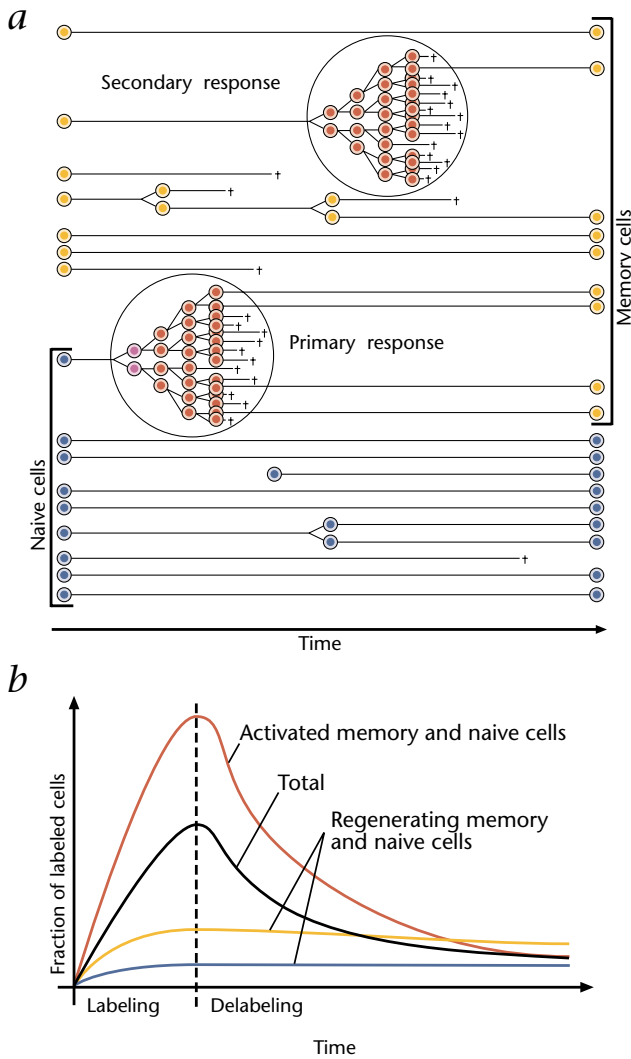 a
Secondary response
Memory cells
Primary response
Naive cells
Time
b
Activated memory and naive cells
Total
Regenerating memory
and naive cells
Fraction of labeled cells
Labeling
Delabeling
Time